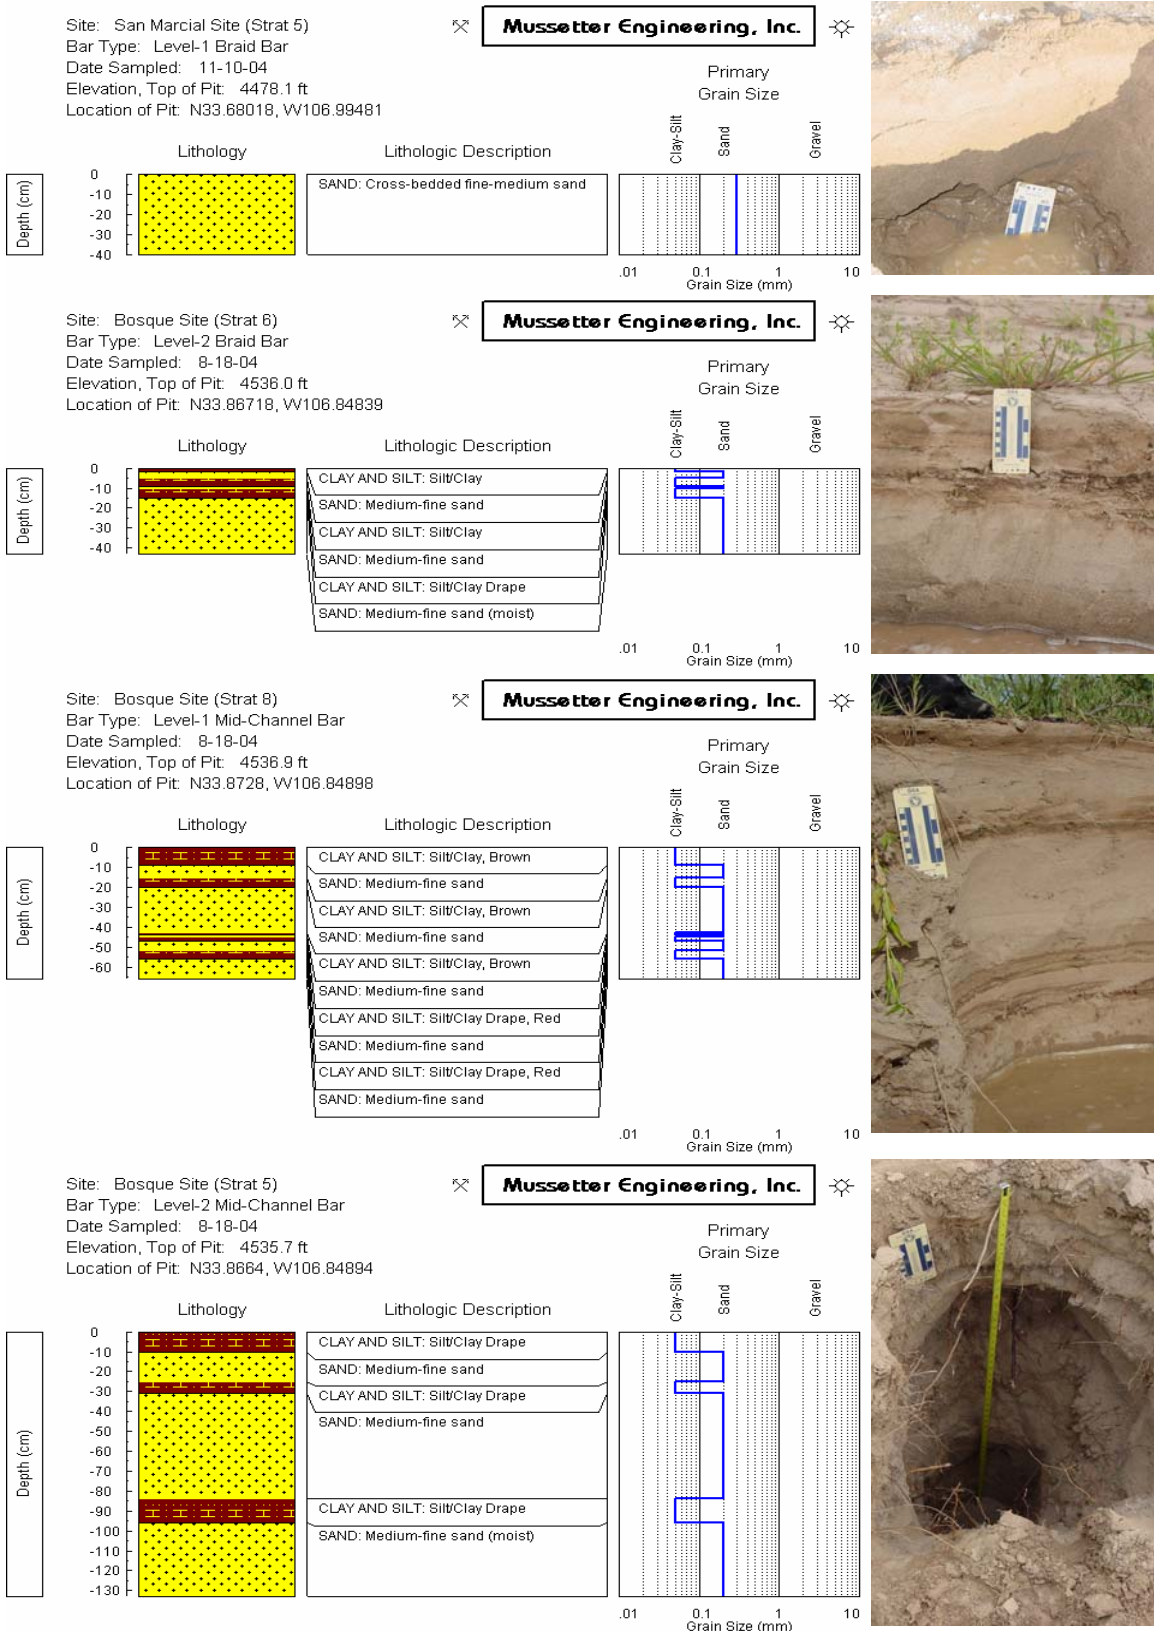 Site: San Marcial Site (Strat 5)
Bar Type: Level-1 Braid Bar
Date Sampled: 11-10-04
Elevation, Top of Pit: 4478.1 ft
Location of Pit: N33.68018, W106.99481
Mussetter Engineering, Inc.
Primary
Grain Size
Clay-Silt
Sand
Gravel
Lithology
Lithologic Description
Depth (cm)
0
-10
-20
-30
-40
SAND: Cross-bedded fine-medium sand
.01 0.1 1 10
Grain Size (mm)
Site: Bosque Site (Strat 6)
Bar Type: Level-2 Braid Bar
Date Sampled: 8-18-04
Elevation, Top of Pit: 4536.0 ft
Location of Pit: N33.86718, W106.84839
Mussetter Engineering, Inc.
Primary
Grain Size
Clay-Silt
Sand
Gravel
Lithology
Lithologic Description
Depth (cm)
0
-10
-20
-30
-40
CLAY AND SILT: Silt/Clay
SAND: Medium-fine sand
CLAY AND SILT: Silt/Clay
SAND: Medium-fine sand
CLAY AND SILT: Silt/Clay Drape
SAND: Medium-fine sand (moist)
.01 0.1 1 10
Grain Size (mm)
Site: Bosque Site (Strat 8)
Bar Type: Level-1 Mid-Channel Bar
Date Sampled: 8-18-04
Elevation, Top of Pit: 4536.9 ft
Location of Pit: N33.8728, W106.84898
Mussetter Engineering, Inc.
Primary
Grain Size
Clay-Silt
Sand
Gravel
Lithology
Lithologic Description
Depth (cm)
0
-10
-20
-30
-40
-50
-60
CLAY AND SILT: Silt/Clay, Brown
SAND: Medium-fine sand
CLAY AND SILT: Silt/Clay, Brown
SAND: Medium-fine sand
CLAY AND SILT: Silt/Clay, Brown
SAND: Medium-fine sand
CLAY AND SILT: Silt/Clay Drape, Red
SAND: Medium-fine sand
CLAY AND SILT: Silt/Clay Drape, Red
SAND: Medium-fine sand
.01 0.1 1 10
Grain Size (mm)
Site: Bosque Site (Strat 5)
Bar Type: Level-2 Mid-Channel Bar
Date Sampled: 8-18-04
Elevation, Top of Pit: 4535.7 ft
Location of Pit: N33.8664, W106.84894
Mussetter Engineering, Inc.
Primary
Grain Size
Clay-Silt
Sand
Gravel
Lithology
Lithologic Description
Depth (cm)
0
-10
-20
-30
-40
-50
-60
-70
-80
-90
-100
-110
-120
-130
CLAY AND SILT: Silt/Clay Drape
SAND: Medium-fine sand
CLAY AND SILT: Silt/Clay Drape
SAND: Medium-fine sand
CLAY AND SILT: Silt/Clay Drape
SAND: Medium-fine sand (moist)
.01 0.1 1 10
Grain Size (mm)